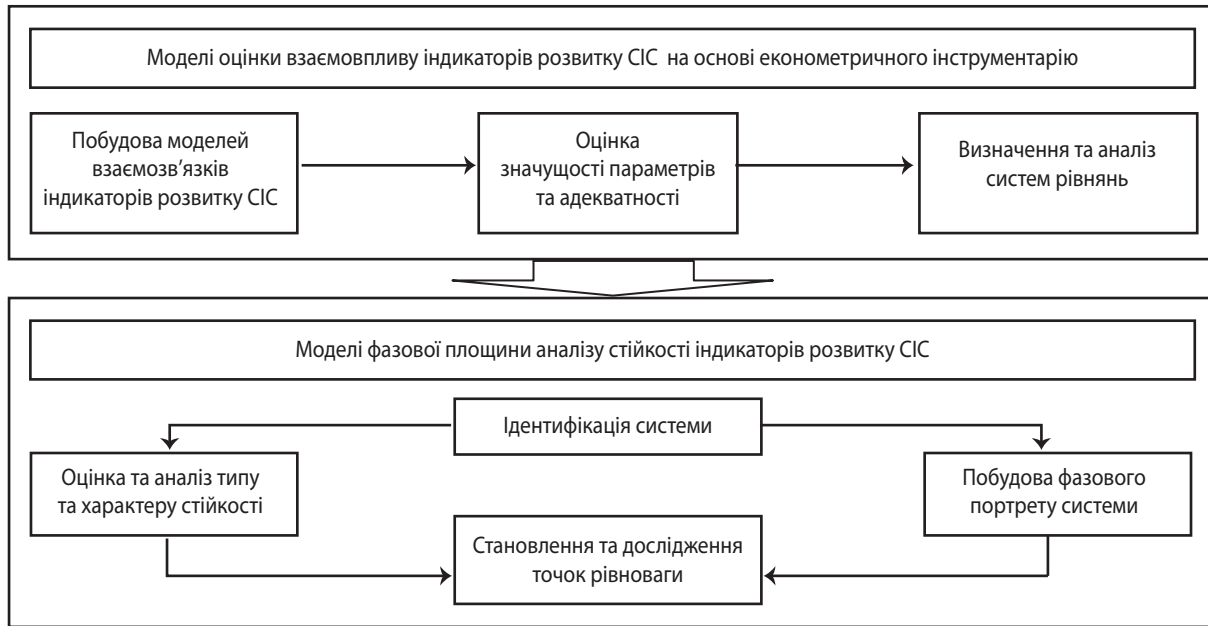 Моделі оцінки взаємовпливу індикаторів розвитку СІС на основі економетричного інструментарію
Побудова моделей
взаємозв'язків
індикаторів розвитку СІС
Оцінка
значущості параметрів
та адекватності
Визначення та аналіз
систем рівнянь
Моделі фазової площини аналізу стійкості індикаторів розвитку СІС
Ідентифікація системи
Оцінка та аналіз типу
та характеру стійкості
Побудова фазового
портрету системи
Становлення та дослідження
точок рівноваги